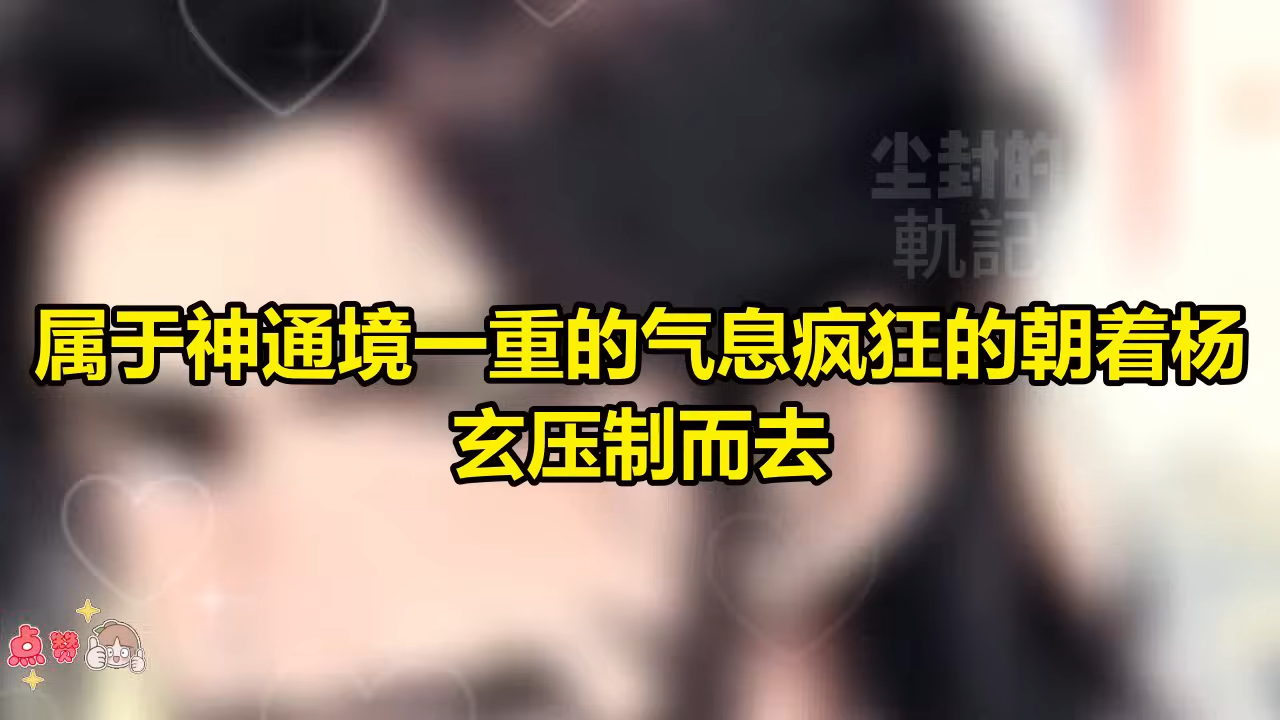 尘封的
軌記
属于神通境一重的气息疯狂的朝着杨
玄压制而去
点赞